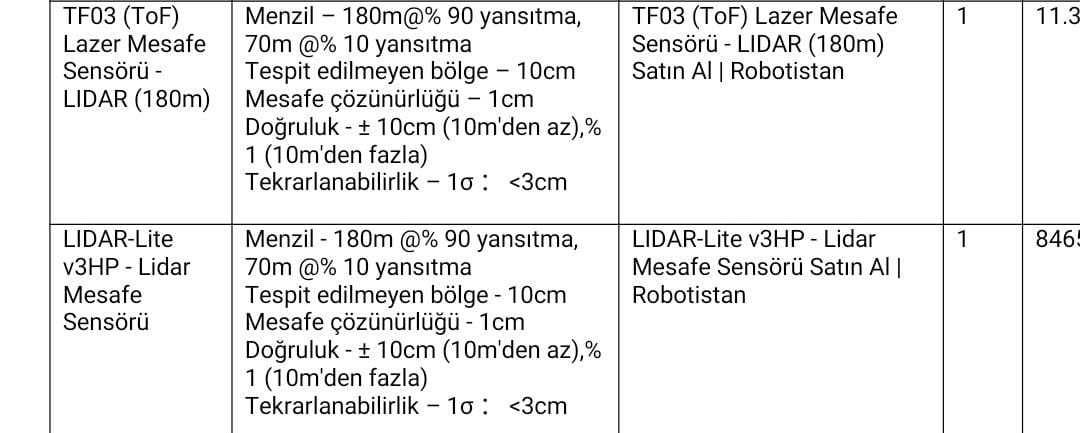 TF03 (ToF)
Lazer Mesafe
Sensörü -
LIDAR (180m)
Menzil – 180m@% 90 yansıtma,
70m @% 10 yansıtma
Tespit edilmeyen bölge – 10cm
Mesafe çözünürlüğü – 1cm
Doğruluk - ± 10cm (10m'den az),%
1 (10m'den fazla)
Tekrarlanabilirlik – 1σ： <3cm
TF03 (ToF) Lazer Mesafe
Sensörü - LIDAR (180m)
Satın Al | Robotistan
1
11.3
LIDAR-Lite
v3HP - Lidar
Mesafe
Sensörü
Menzil - 180m @% 90 yansıtma,
70m @% 10 yansıtma
Tespit edilmeyen bölge - 10cm
Mesafe çözünürlüğü - 1cm
Doğruluk - ± 10cm (10m'den az),%
1 (10m'den fazla)
Tekrarlanabilirlik – 1σ： <3cm
LIDAR-Lite v3HP - Lidar
Mesafe Sensörü Satın Al |
Robotistan
1
846